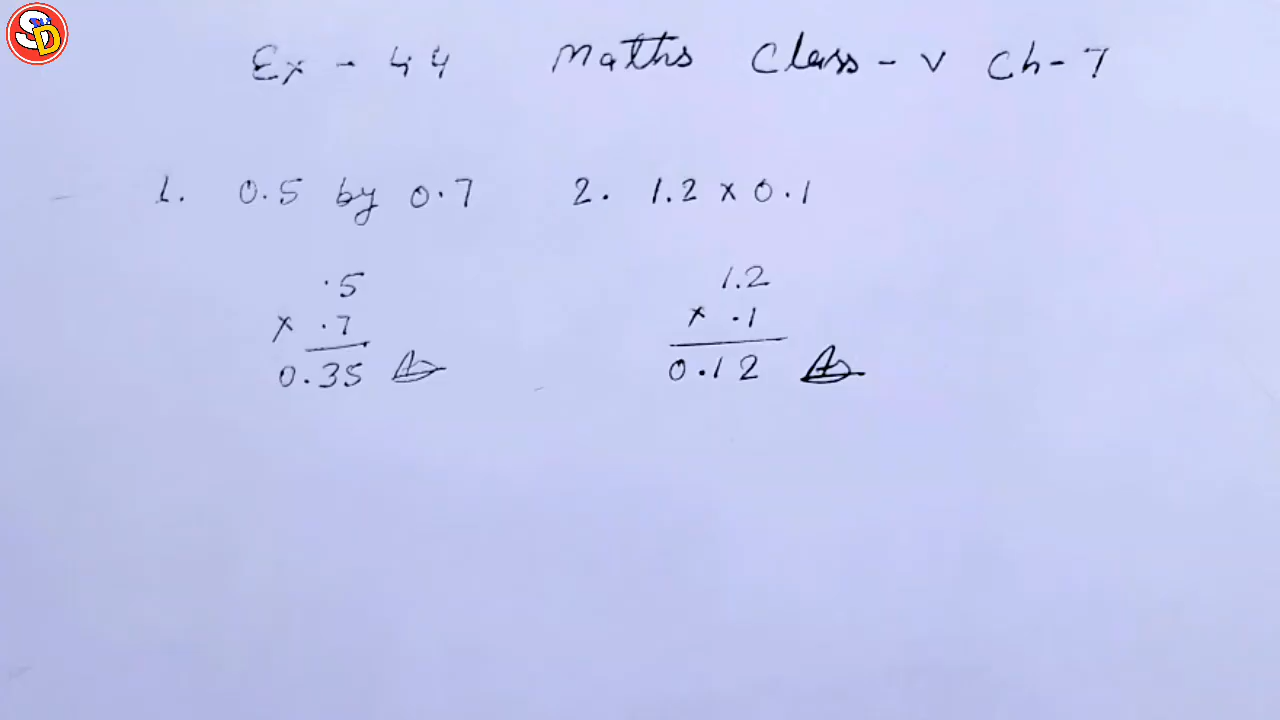 SD
Ex - 44 Maths Class - V Ch - 7
1. 0.5 by 0.7 2. 1.2 x 0.1
.5 1.2
x .7 x .1
0.35 0.12